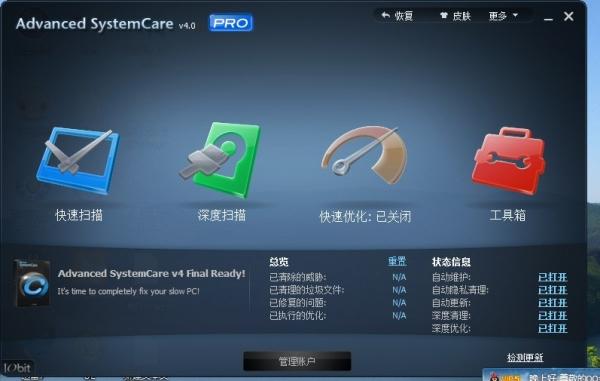 Advanced SystemCare v4.0 PRO
恢复 皮肤 更多
快速扫描 深度扫描 快速优化: 已关闭 工具箱
总览 重置 状态信息
Advanced SystemCare v4 Final Ready!
It's time to completely fix your slow PC!
已清除的威胁: N/A 自动维护: 已打开
已清理的垃圾文件: N/A 自动隐私清理: 已打开
已修复的问题: N/A 自动更新: 已打开
已执行的优化: N/A 深度清理: 已打开
深度优化: 已打开
管理账户 检测更新
IObit
晚上好